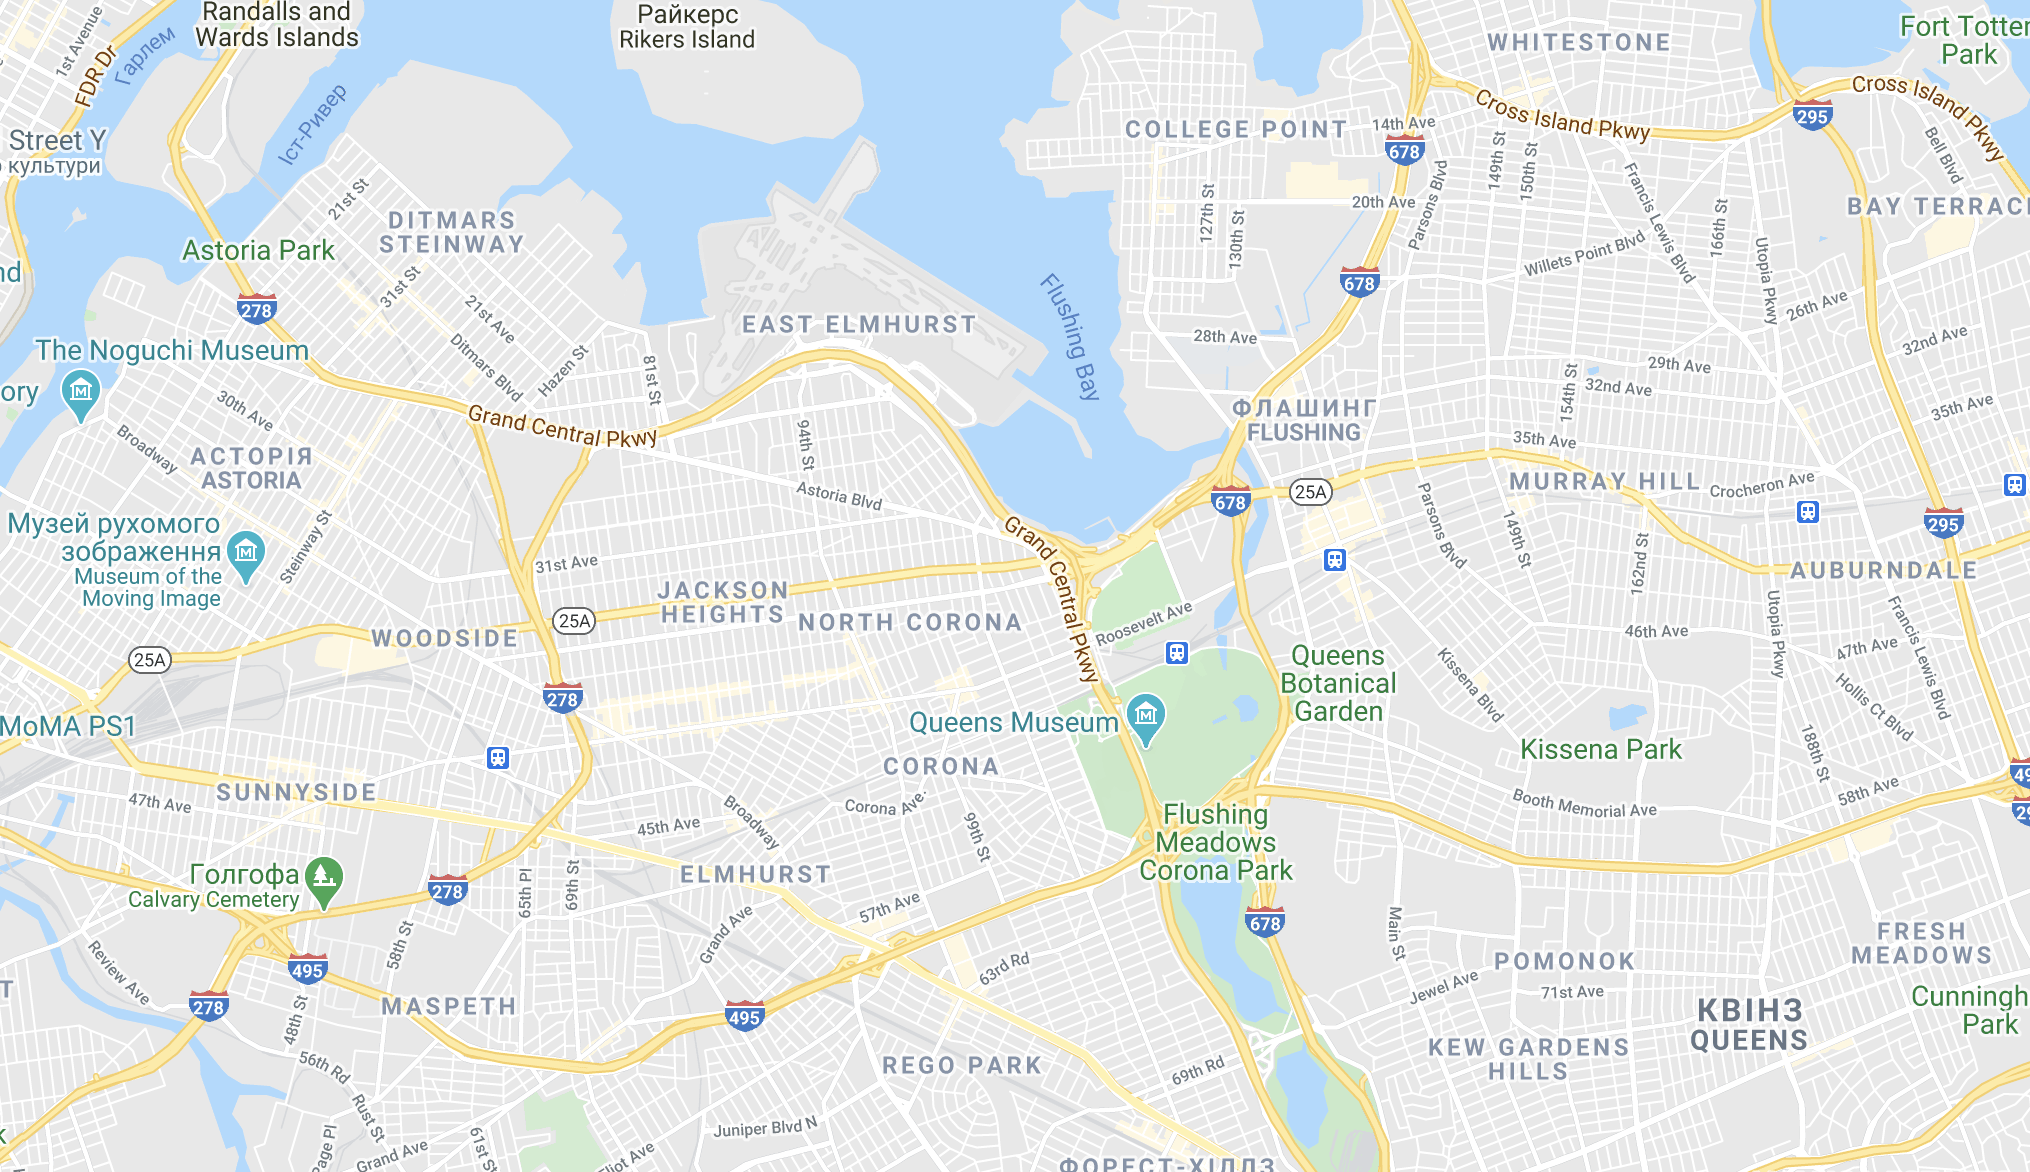 Randalls and
Wards Islands
Райкерс
Rikers Island
WHITESTONE
Fort Totten
Park
1st Avenue
FDR Dr
Гарлем
Іст-Ривер
Street Y
культури
COLLEGE POINT
14th Ave
678
Cross Island Pkwy
295
Cross Island Pkwy
Bell Blvd
149th St
150th St
Parsons Blvd
Francis Lewis Blvd
166th St
Utopia Pkwy
BAY TERRAC
20th Ave
127th St
130th St
Willets Point Blvd
21st St
DITMARS
STEINWAY
Astoria Park
31st St
278
21st Ave
Ditmars Blvd
Hazen St
81st St
EAST ELMHURST
Flushing Bay
678
26th Ave
28th Ave
29th Ave
32nd Ave
32nd Ave
154th St
35th Ave
35th Ave
nd
The Noguchi Museum
ory
30th Ave
Broadway
АСТОРІЯ
ASTORIA
Grand Central Pkwy
94th St
Astoria Blvd
ФЛАШИНГ
FLUSHING
678
25A
MURRAY HILL
Crocheron Ave
295
Музей рухомого
зображення
Museum of the
Moving Image
Steinway St
31st Ave
Grand Central Pkwy
Parsons Blvd
149th St
162nd St
AUBURNDALE
JACKSON
HEIGHTS
25A
NORTH CORONA
Roosevelt Ave
WOODSIDE
25A
278
Queens
Botanical
Garden
46th Ave
Utopia Pkwy
47th Ave
Francis Lewis Blvd
Hollis Ct Blvd
Kissena Blvd
MoMA PS1
Queens Museum
Kissena Park
188th St
CORONA
SUNNYSIDE
47th Ave
Broadway
45th Ave
Corona Ave.
99th St
Flushing
Meadows
Corona Park
Booth Memorial Ave
58th Ave
49
29
Голгофа
Calvary Cemetery
278
65th Pl
69th St
ELMHURST
57th Ave
Grand Ave
678
Main St
FRESH
MEADOWS
Review Ave
58th St
495
278
48th St
MASPETH
495
63rd Rd
POMONOK
71st Ave
Jewel Ave
КВІНЗ
QUEENS
Cunningh
Park
T
56th Rd
REGO PARK
69th Rd
KEW GARDENS
HILLS
Rust St
Page Pl
Grand Ave
61st St
Eliot Ave
Juniper Blvd N
ФОРЕСТ-ХІЛЛЗ
k